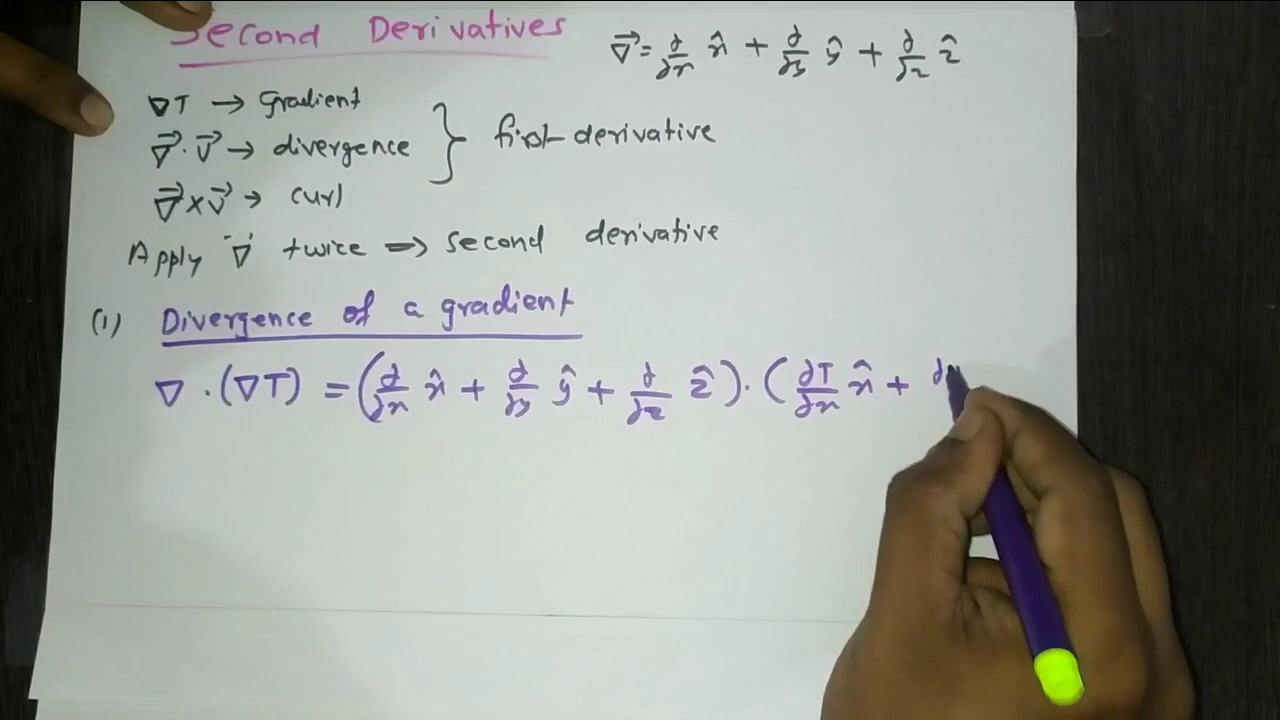 Second Derivatives
∇⃗ = ∂/∂x x̂ + ∂/∂y ŷ + ∂/∂z ẑ
∇T → Gradient
∇⃗ · v⃗ → divergence } first derivative
∇⃗ × v⃗ → curl
Apply '∇' twice ⇒ second derivative
(1) Divergence of a gradient
∇ · (∇T) = (∂/∂x x̂ + ∂/∂y ŷ + ∂/∂z ẑ) · (∂T/∂x x̂ + ∂